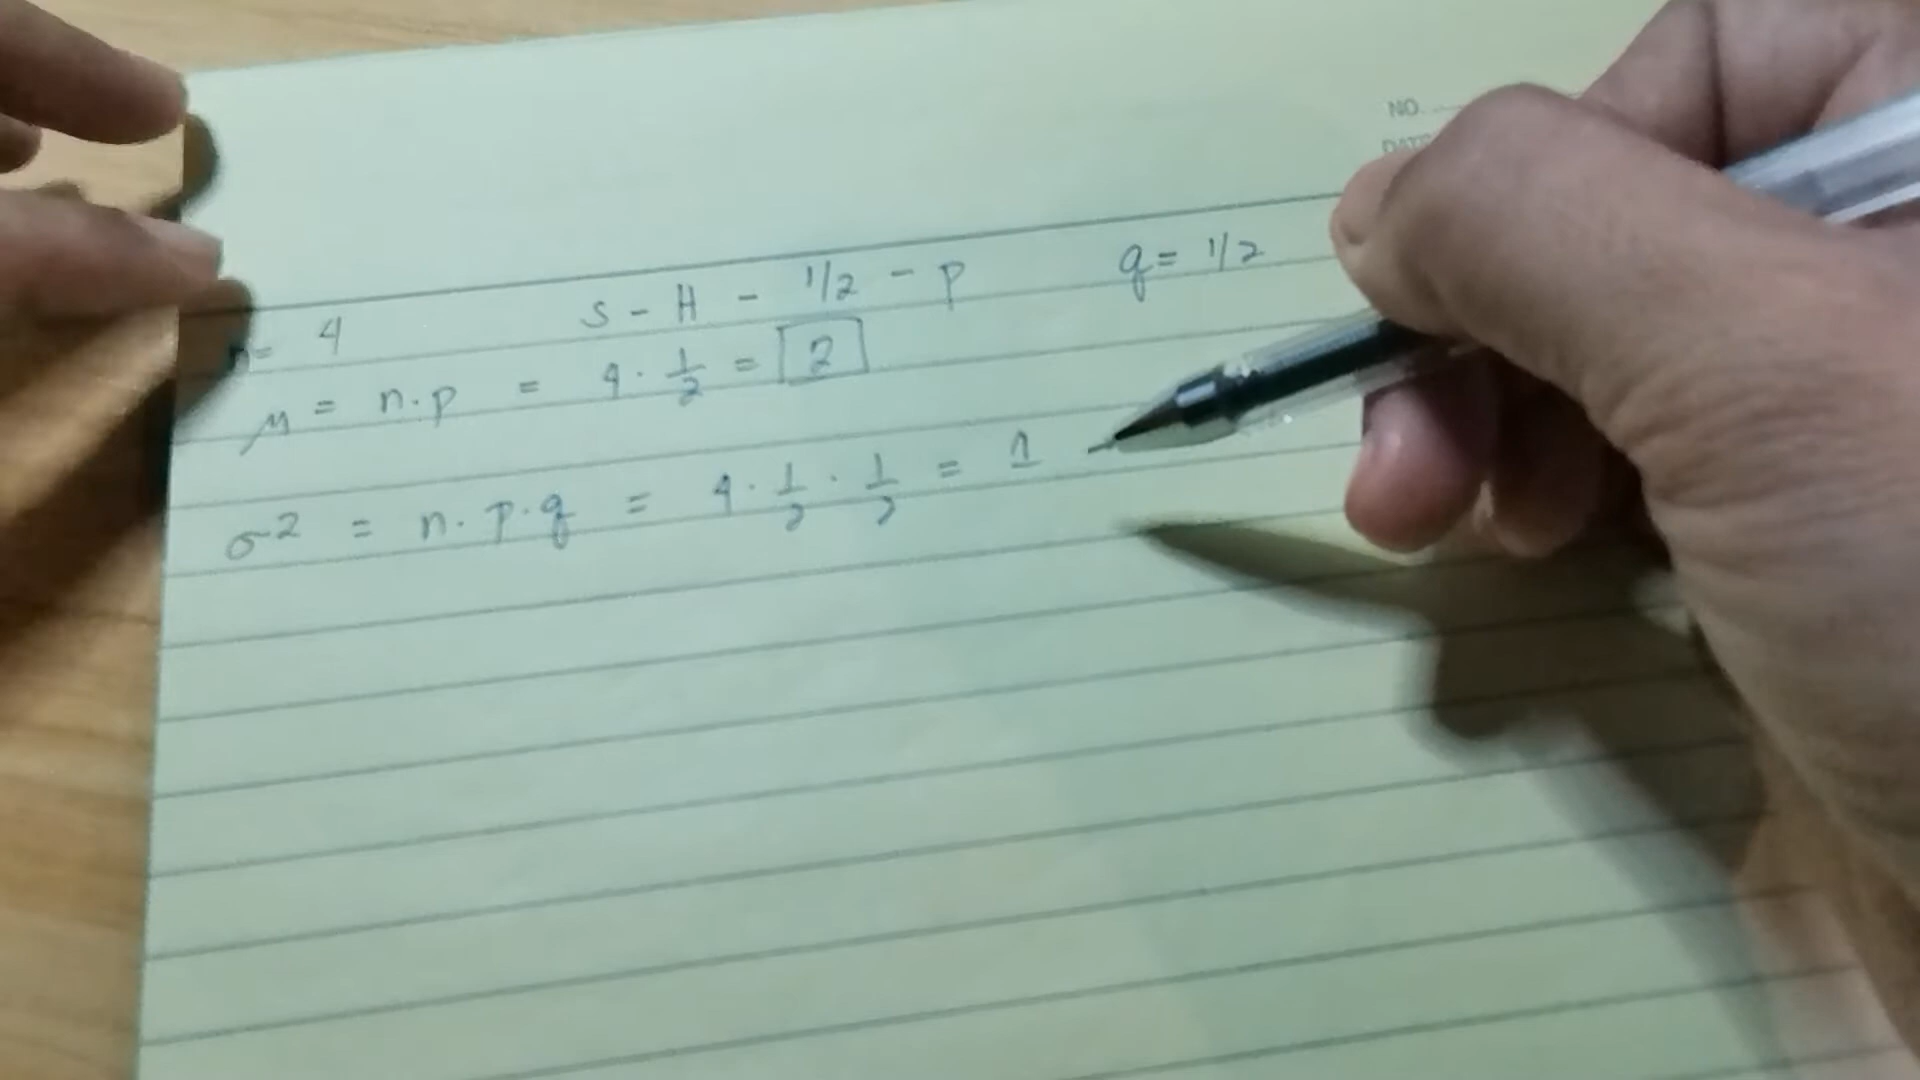 NO.
DATE
n= 4 S - H - 1/2 - p q = 1/2
μ = n.p = 4 · 1/2 = 2
σ2 = n. p. q = 4 · 1/2 · 1/2 = 1